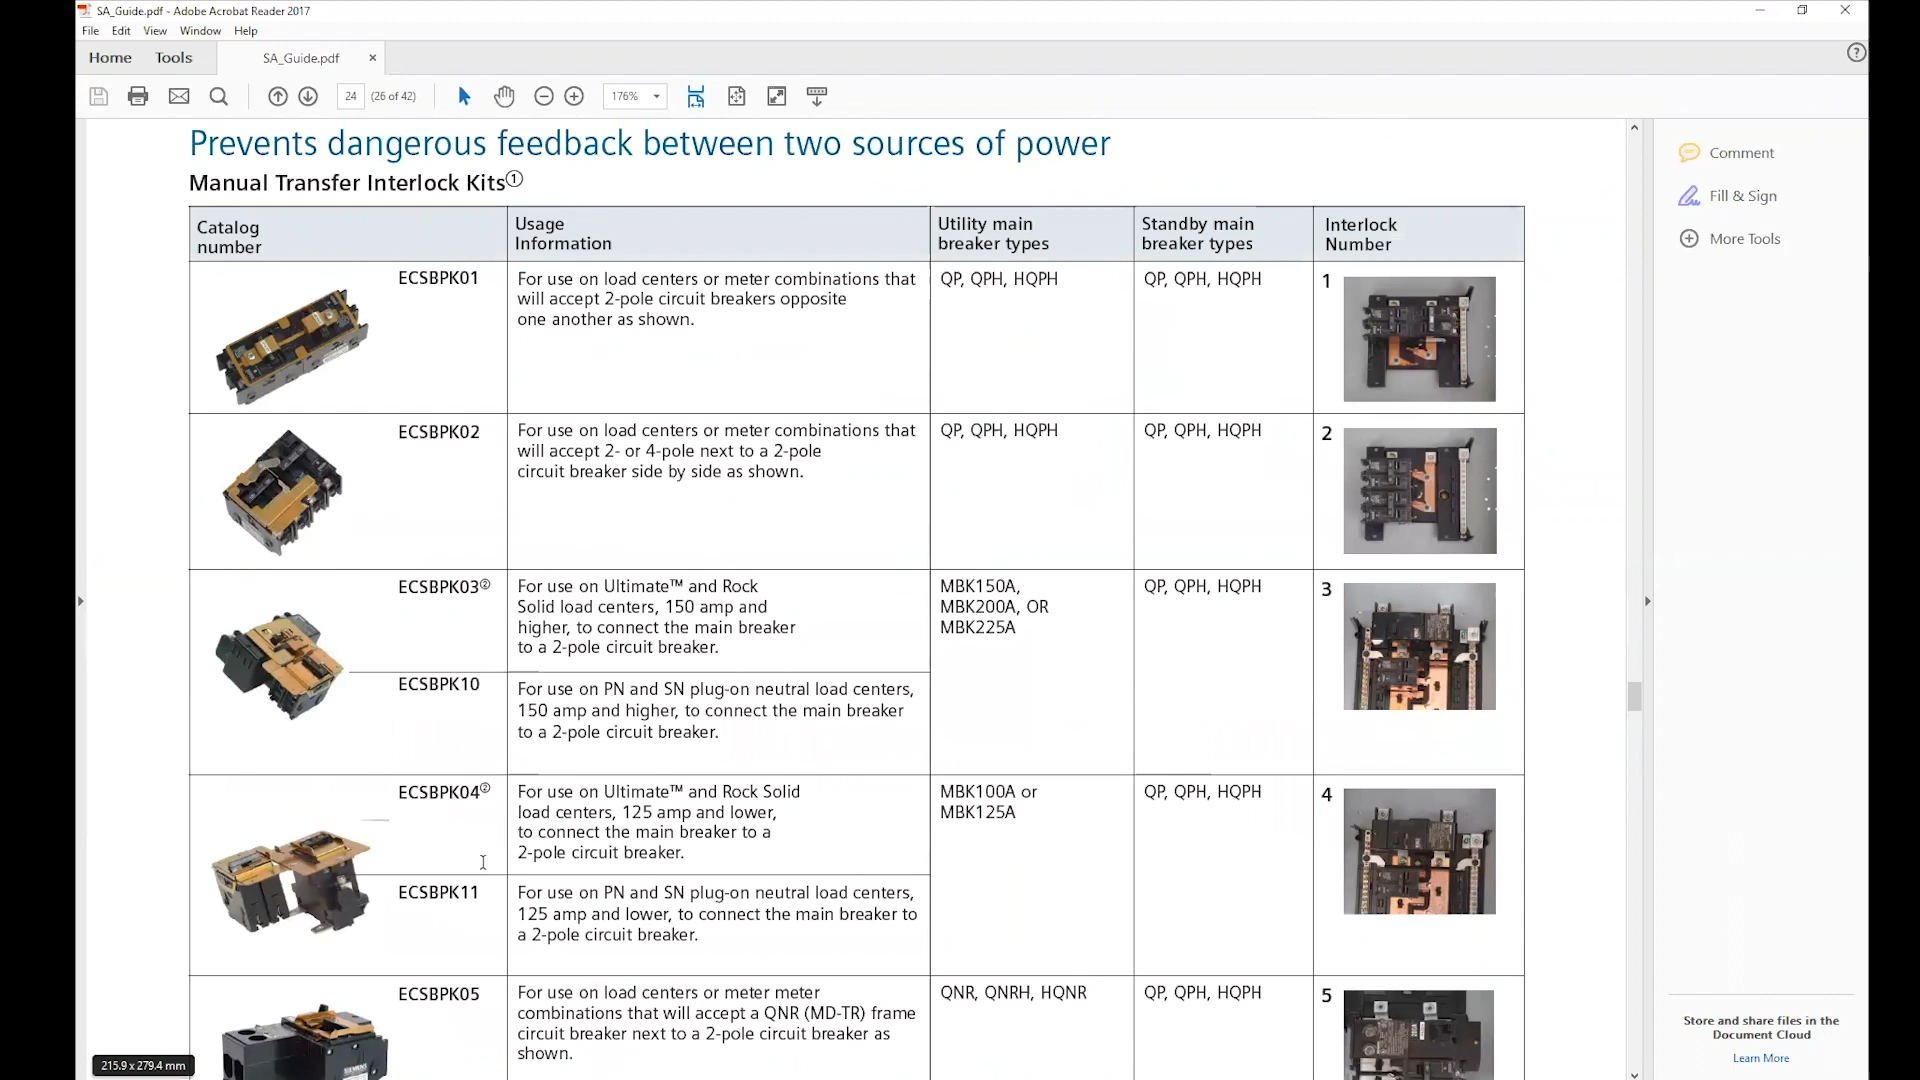 SA_Guide.pdf - Adobe Acrobat Reader 2017
File Edit View Window Help
Home Tools SA_Guide.pdf ×
24 (26 of 42) 176%
Prevents dangerous feedback between two sources of power
Manual Transfer Interlock Kits①
Catalog number
Usage Information
Utility main breaker types
Standby main breaker types
Interlock Number
ECSBPK01
For use on load centers or meter combinations that
will accept 2-pole circuit breakers opposite
one another as shown.
QP, QPH, HQPH
QP, QPH, HQPH
1
ECSBPK02
For use on load centers or meter combinations that
will accept 2- or 4-pole next to a 2-pole
circuit breaker side by side as shown.
QP, QPH, HQPH
QP, QPH, HQPH
2
ECSBPK03②
For use on Ultimate™ and Rock
Solid load centers, 150 amp and
higher, to connect the main breaker
to a 2-pole circuit breaker.
MBK150A,
MBK200A, OR
MBK225A
QP, QPH, HQPH
3
ECSBPK10
For use on PN and SN plug-on neutral load centers,
150 amp and higher, to connect the main breaker
to a 2-pole circuit breaker.
ECSBPK04②
For use on Ultimate™ and Rock Solid
load centers, 125 amp and lower,
to connect the main breaker to a
2-pole circuit breaker.
MBK100A or
MBK125A
QP, QPH, HQPH
4
ECSBPK11
For use on PN and SN plug-on neutral load centers,
125 amp and lower, to connect the main breaker to
a 2-pole circuit breaker.
ECSBPK05
For use on load centers or meter meter
combinations that will accept a QNR (MD-TR) frame
circuit breaker next to a 2-pole circuit breaker as
shown.
QNR, QNRH, HQNR
QP, QPH, HQPH
5
SIEMENS
215.9 x 279.4 mm
Comment
Fill & Sign
More Tools
Store and share files in the
Document Cloud
Learn More